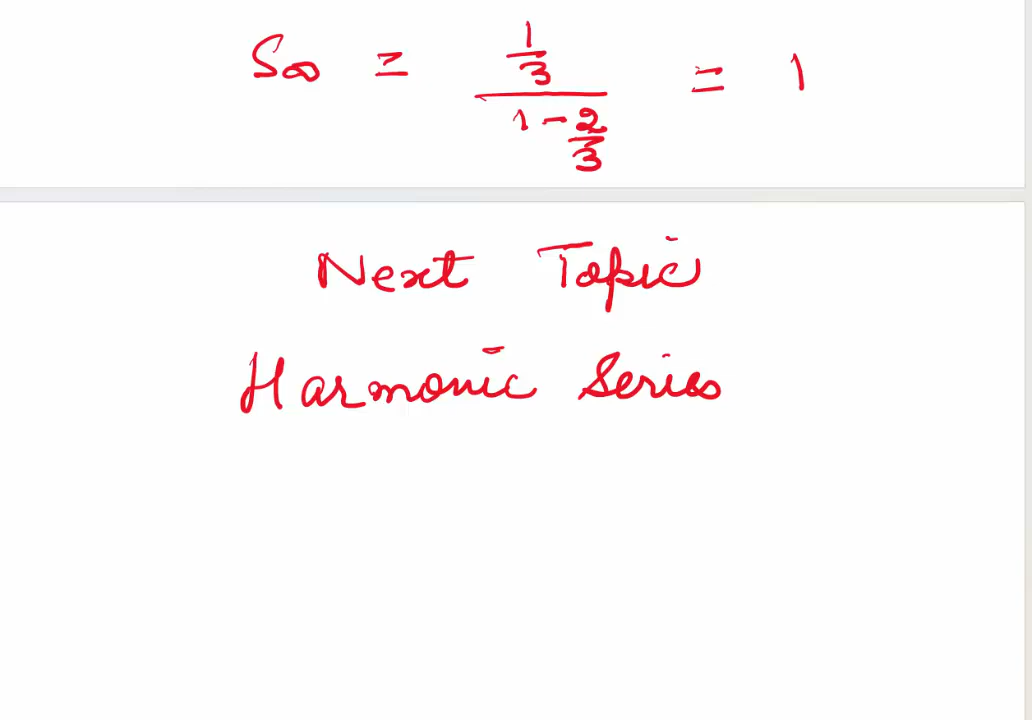 S∞ = (1/3)/(1 - 2/3) = 1
Next Topic
Harmonic Series